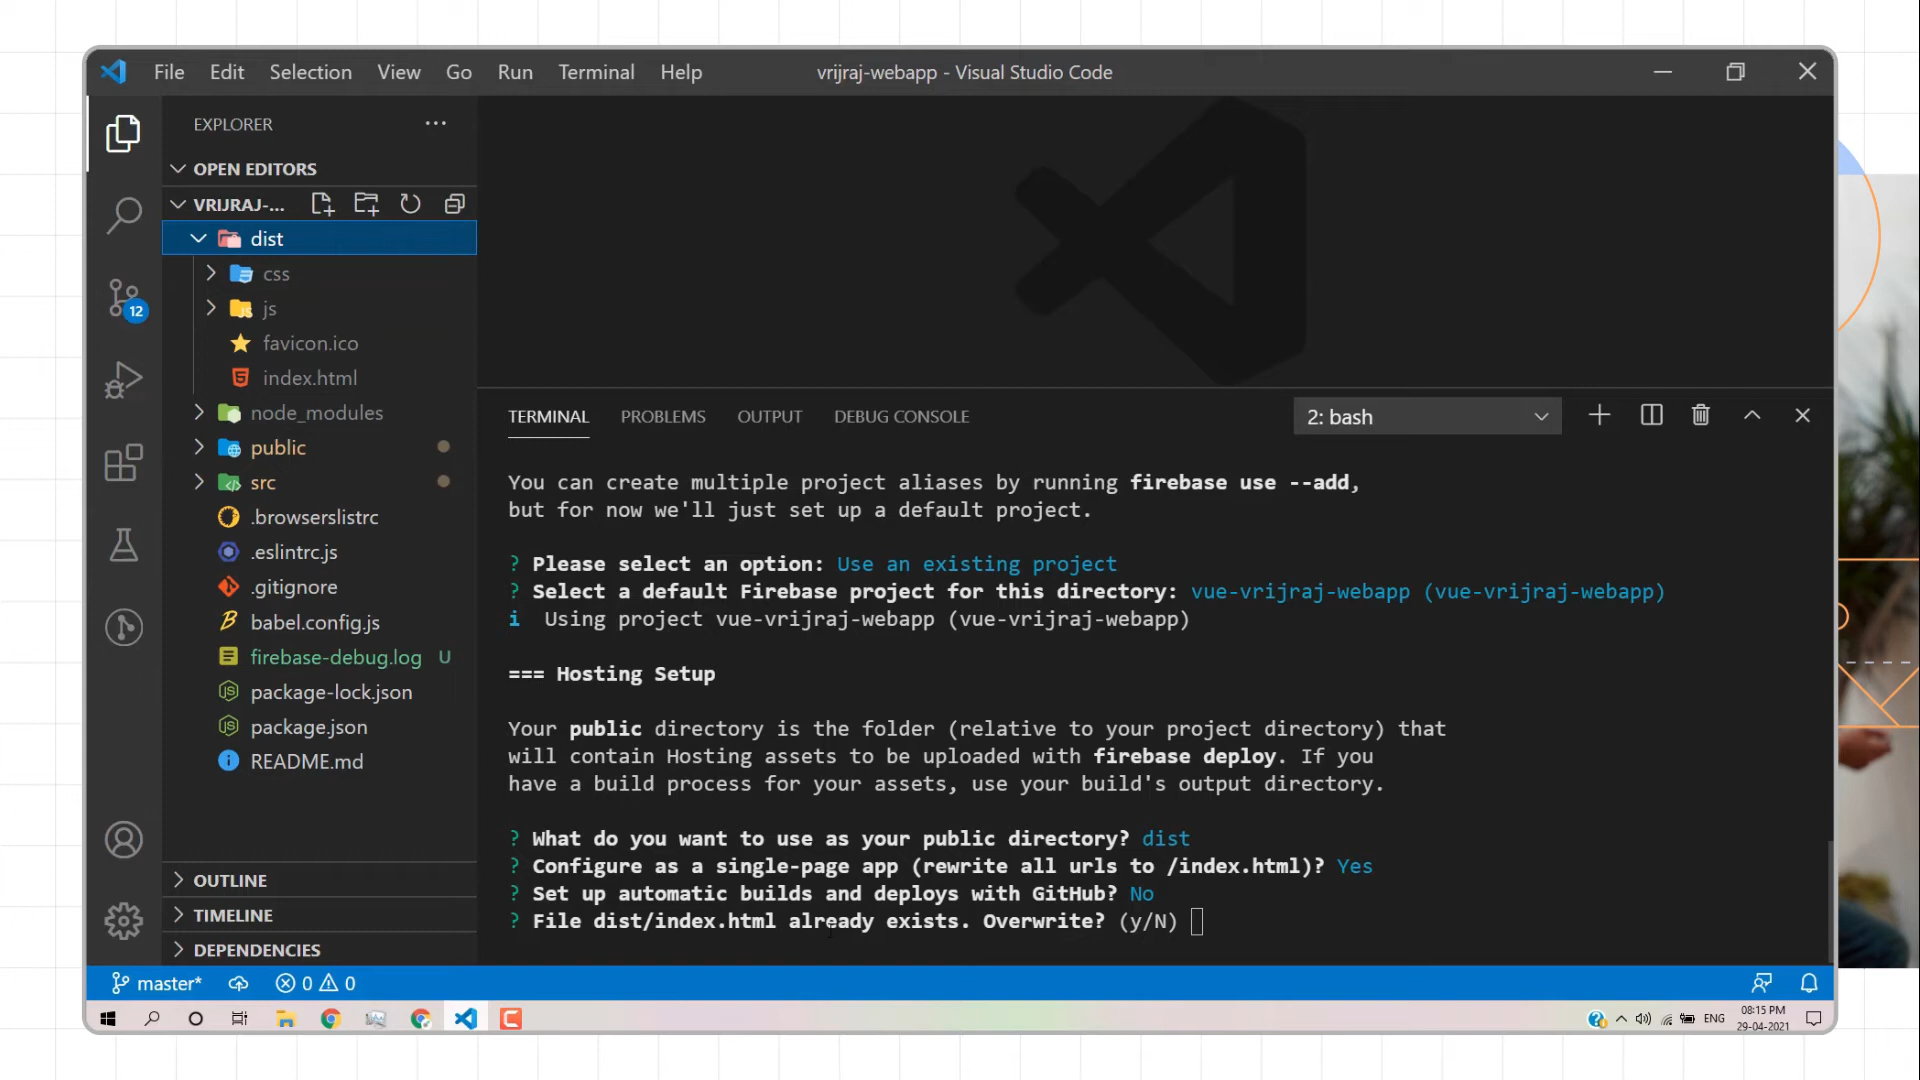 File Edit Selection View Go Run Terminal Help
vrijraj-webapp - Visual Studio Code
EXPLORER
OPEN EDITORS
VRIJRAJ-...
dist
css
js
favicon.ico
index.html
node_modules
public
src
.browserslistrc
.eslintrc.js
.gitignore
babel.config.js
firebase-debug.log U
package-lock.json
package.json
README.md
OUTLINE
TIMELINE
DEPENDENCIES
12
TERMINAL PROBLEMS OUTPUT DEBUG CONSOLE
2: bash
You can create multiple project aliases by running firebase use --add,
but for now we'll just set up a default project.
? Please select an option: Use an existing project
? Select a default Firebase project for this directory: vue-vrijraj-webapp (vue-vrijraj-webapp)
i Using project vue-vrijraj-webapp (vue-vrijraj-webapp)
=== Hosting Setup
Your public directory is the folder (relative to your project directory) that
will contain Hosting assets to be uploaded with firebase deploy. If you
have a build process for your assets, use your build's output directory.
? What do you want to use as your public directory? dist
? Configure as a single-page app (rewrite all urls to /index.html)? Yes
? Set up automatic builds and deploys with GitHub? No
? File dist/index.html already exists. Overwrite? (y/N)
master* 0 0
ENG
08:15 PM
29-04-2021